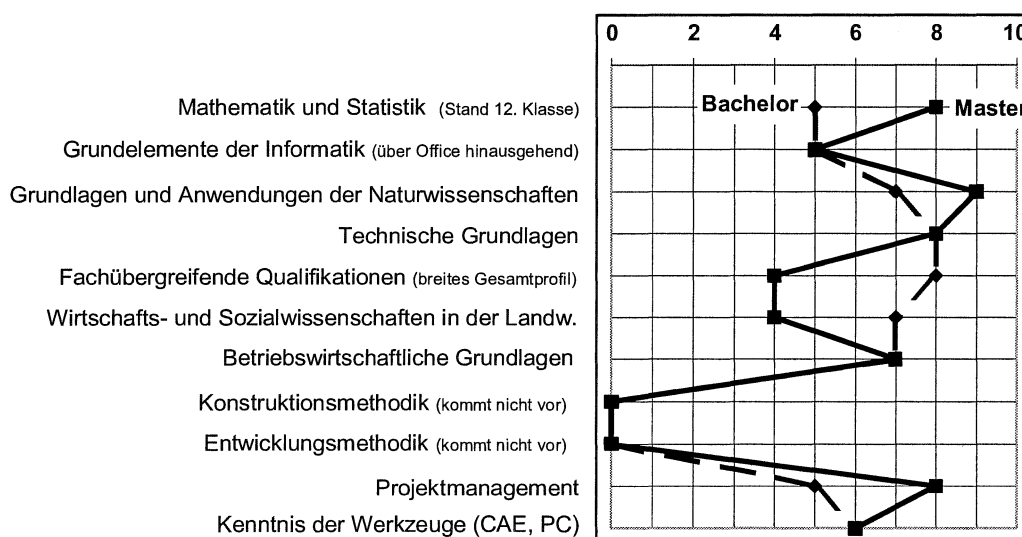 0 2 4 6 8 10
Bachelor Master
Mathematik und Statistik (Stand 12. Klasse)
Grundelemente der Informatik (über Office hinausgehend)
Grundlagen und Anwendungen der Naturwissenschaften
Technische Grundlagen
Fachübergreifende Qualifikationen (breites Gesamtprofil)
Wirtschafts- und Sozialwissenschaften in der Landw.
Betriebswirtschaftliche Grundlagen
Konstruktionsmethodik (kommt nicht vor)
Entwicklungsmethodik (kommt nicht vor)
Projektmanagement
Kenntnis der Werkzeuge (CAE, PC)